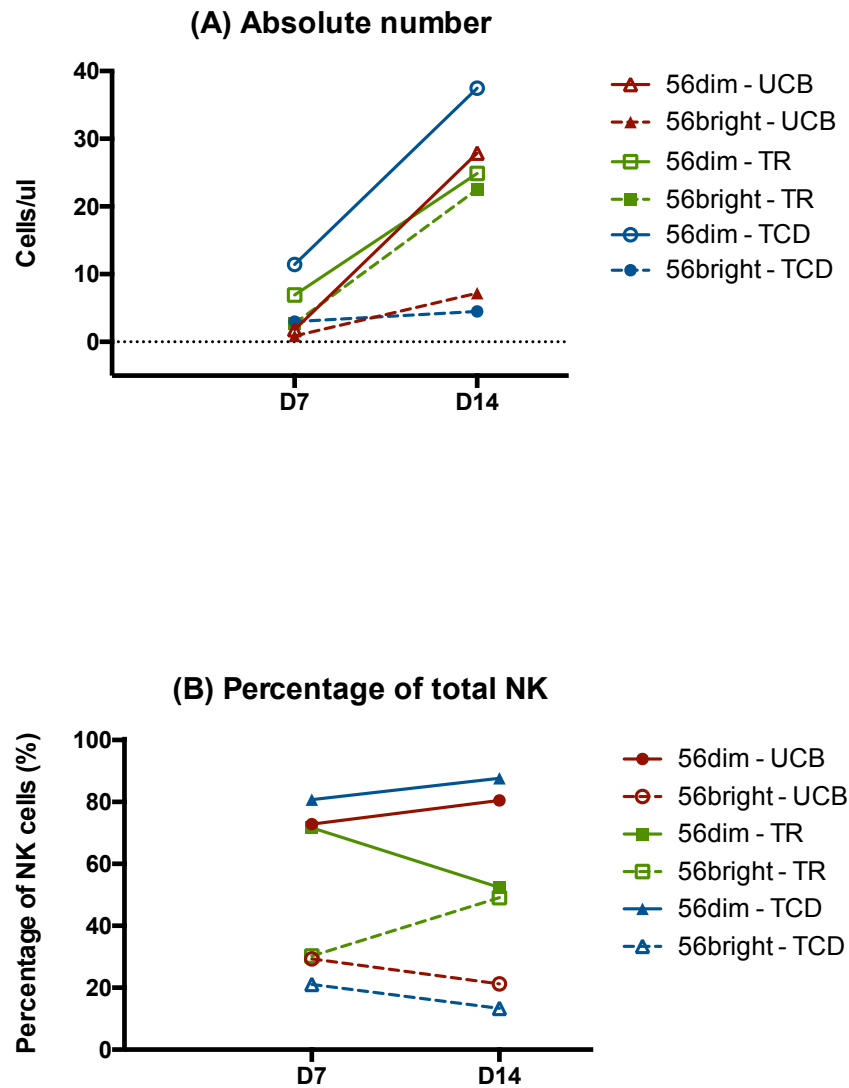 (A) Absolute number
Cells/ul
40
30
20
10
0
D7
D14
56dim - UCB
56bright - UCB
56dim - TR
56bright - TR
56dim - TCD
56bright - TCD
(B) Percentage of total NK
Percentage of NK cells (%)
100
80
60
40
20
0
D7
D14
56dim - UCB
56bright - UCB
56dim - TR
56bright - TR
56dim - TCD
56bright - TCD